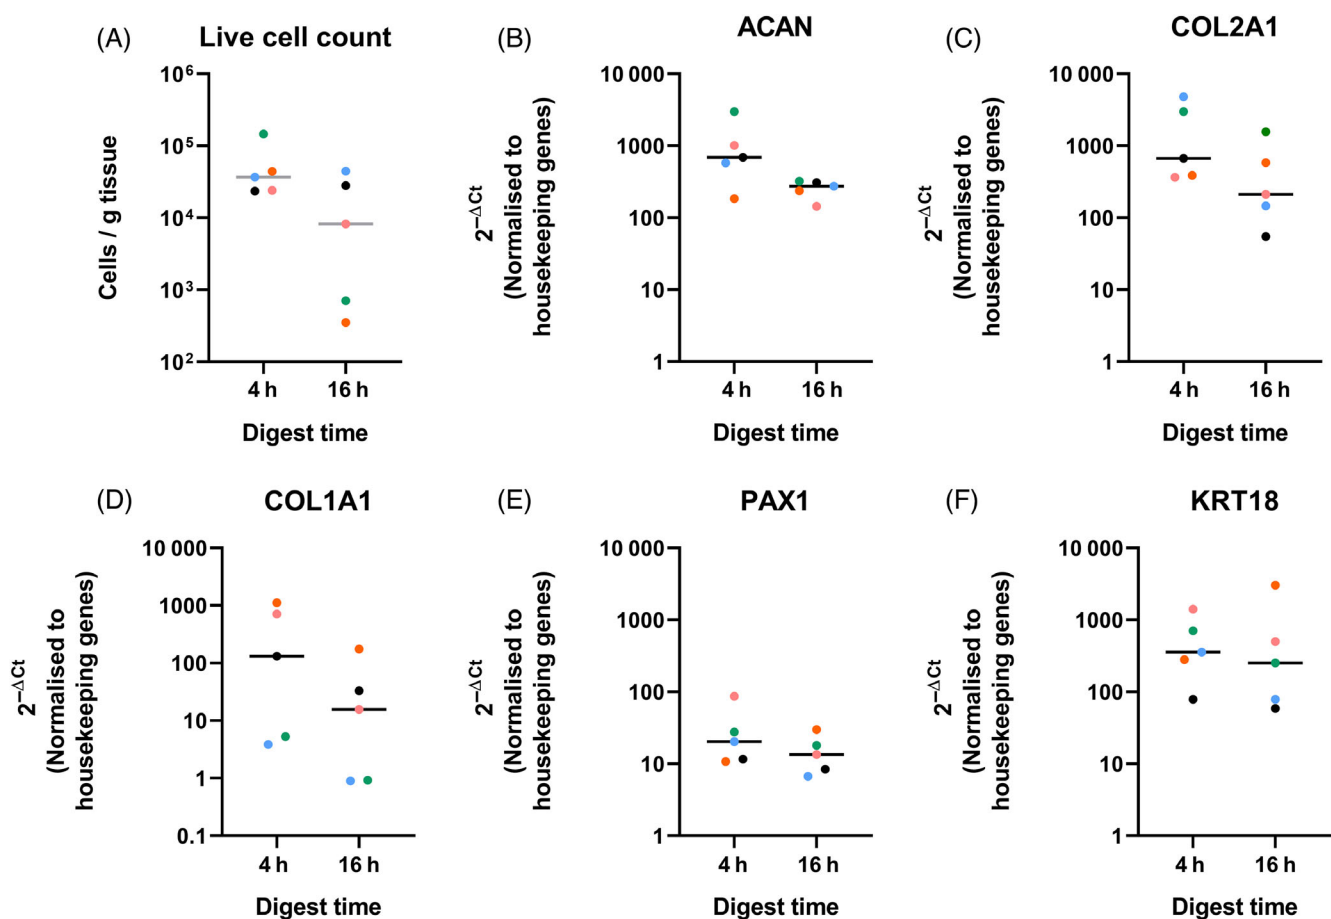 (A) Live cell count
10⁶
10⁵
10⁴
10³
10²
Cells / g tissue
4 h 16 h
Digest time
(B) ACAN
10 000
1000
100
10
1
2⁻ΔCt
(Normalised to
housekeeping genes)
4 h 16 h
Digest time
(C) COL2A1
10 000
1000
100
10
1
2⁻ΔCt
(Normalised to
housekeeping genes)
4 h 16 h
Digest time
(D) COL1A1
10 000
1000
100
10
1
0.1
2⁻ΔCt
(Normalised to
housekeeping genes)
4 h 16 h
Digest time
(E) PAX1
10 000
1000
100
10
1
2⁻ΔCt
(Normalised to
housekeeping genes)
4 h 16 h
Digest time
(F) KRT18
10 000
1000
100
10
1
2⁻ΔCt
(Normalised to
housekeeping genes)
4 h 16 h
Digest time